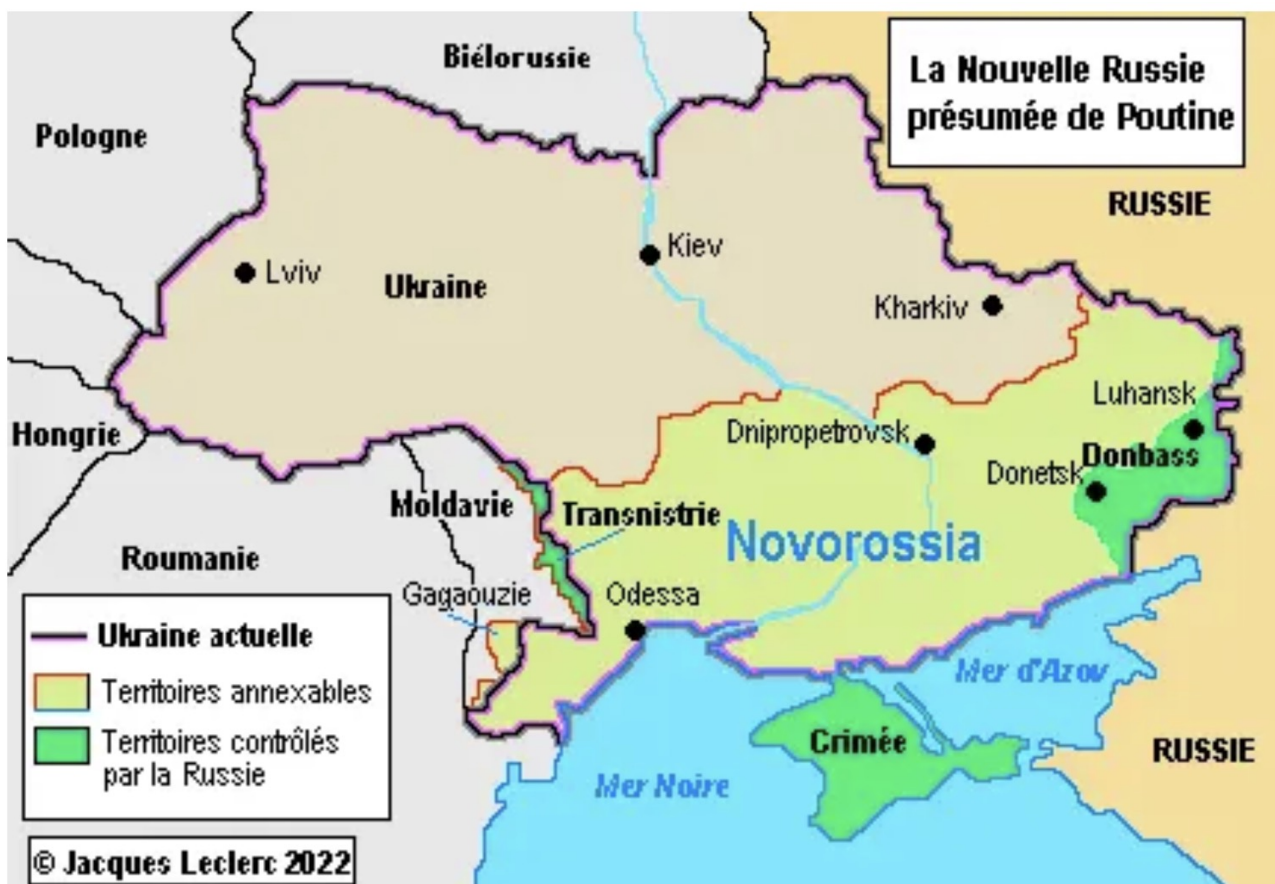 Biélorussie
La Nouvelle Russie
présumée de Poutine
Pologne
RUSSIE
Kiev
Lviv
Ukraine
Kharkiv
Luhansk
Hongrie
Dnipropetrovsk
Donbass
Donetsk
Moldavie
Transnistrie
Novorossia
Roumanie
Gagaouzie
Odessa
Ukraine actuelle
Mer d'Azov
Territoires annexables
Territoires contrôlés
par la Russie
Crimée
RUSSIE
Mer Noire
© Jacques Leclerc 2022